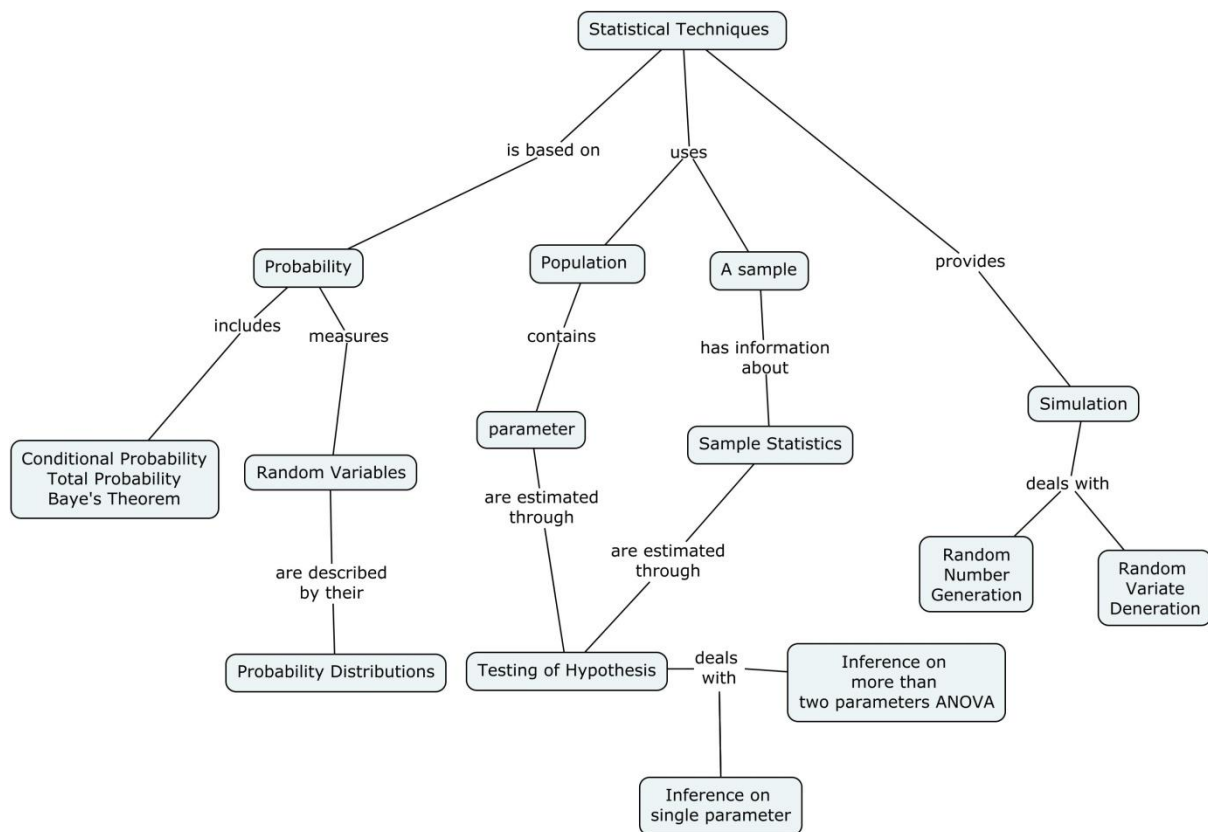 Statistical Techniques
is based on
uses
Probability
Population
A sample
provides
includes
measures
contains
has information
about
Simulation
parameter
Sample Statistics
Conditional Probability
Total Probability
Baye's Theorem
Random Variables
are estimated
through
deals with
are described
by their
are estimated
through
Random
Number
Generation
Random
Variate
Deneration
Probability Distributions
Testing of Hypothesis
deals
with
Inference on
more than
two parameters ANOVA
Inference on
single parameter